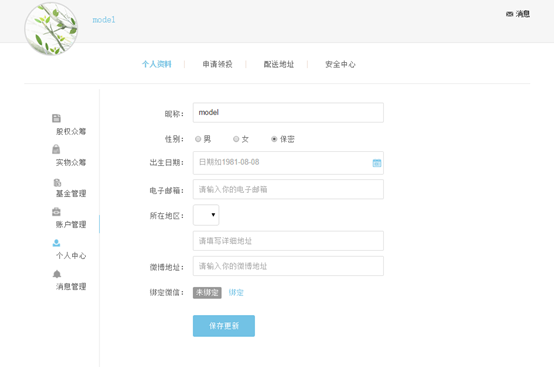 model
消息
个人资料 申请领投 配送地址 安全中心
股权众筹
实物众筹
基金管理
账户管理
个人中心
消息管理
昵称: model
性别: 男 女 保密
出生日期: 日期如1981-08-08
电子邮箱: 请输入你的电子邮箱
所在地区:
请填写详细地址
微博地址: 请输入你的微博地址
绑定微信: 未绑定 绑定
保存更新